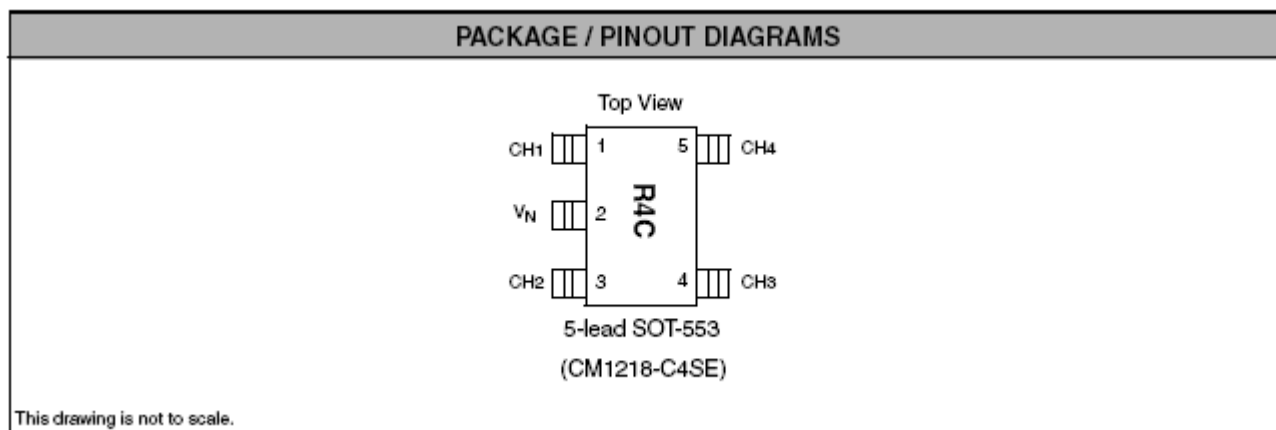 PACKAGE / PINOUT DIAGRAMS
Top View
CH1 1 5 CH4
VN 2
R4C
CH2 3 4 CH3
5-lead SOT-553
(CM1218-C4SE)
This drawing is not to scale.